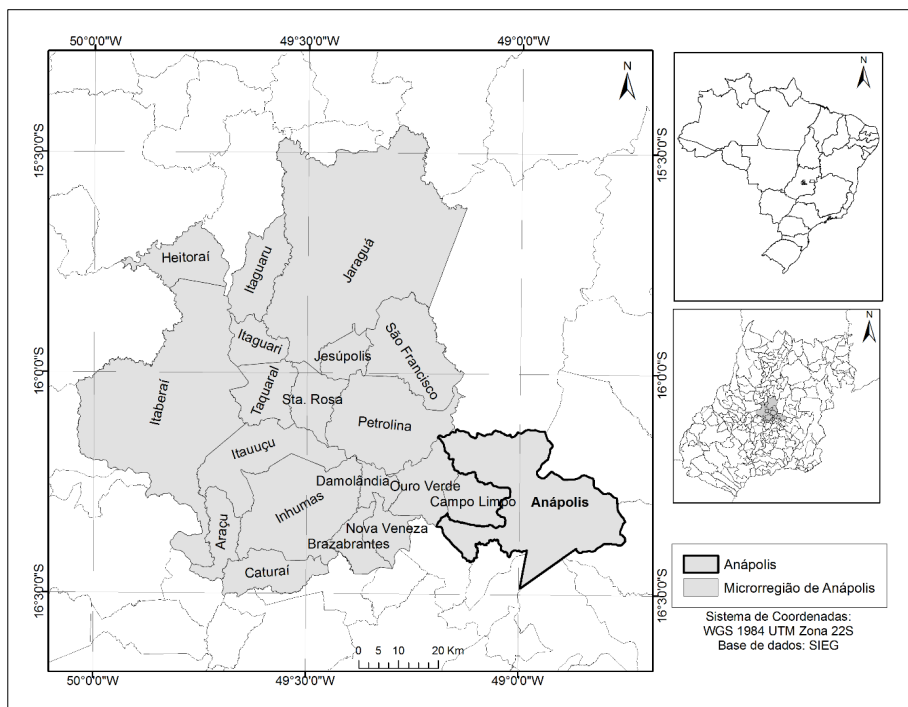 50°0'0"W 49°30'0"W 49°0'0"W
N
N
15°30'0"S
15°30'0"S
Heitoraí
Itaguaru
Jaraguá
Itaguari
Jesúpolis
São Francisco
N
16°0'0"S
16°0'0"S
Itaberaí
Taquaral
Sta. Rosa
Petrolina
Itauuçu
Damolândia
Ouro Verde
Campo Limpo
Anápolis
Inhumas
Araçu
Nova Veneza
Brazabrantes
Caturaí
16°30'0"S
16°30'0"S
Anápolis
Microrregião de Anápolis
Sistema de Coordenadas:
WGS 1984 UTM Zona 22S
Base de dados: SIEG
0 5 10 20 Km
50°0'0"W 49°30'0"W 49°0'0"W